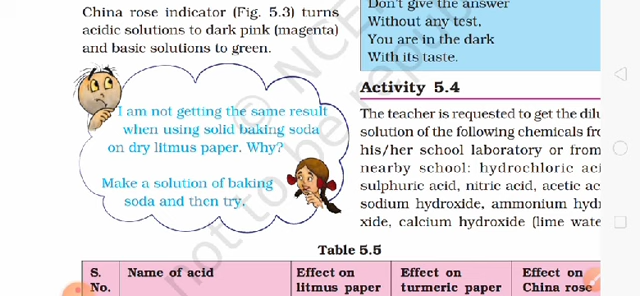 China rose indicator (Fig. 5.3) turns
acidic solutions to dark pink (magenta)
and basic solutions to green.
I am not getting the same result
when using solid baking soda
on dry litmus paper. Why?
Make a solution of baking
soda and then try.
Don't give the answer
Without any test,
You are in the dark
With its taste.
Activity 5.4
The teacher is requested to get the dilu
solution of the following chemicals fro
his/her school laboratory or from
nearby school: hydrochloric aci
sulphuric acid, nitric acid, acetic ac
sodium hydroxide, ammonium hydr
xide, calcium hydroxide (lime wate
Table 5.5
S. No. Name of acid Effect on litmus paper Effect on turmeric paper Effect on China rose
© NCE
not to be repu